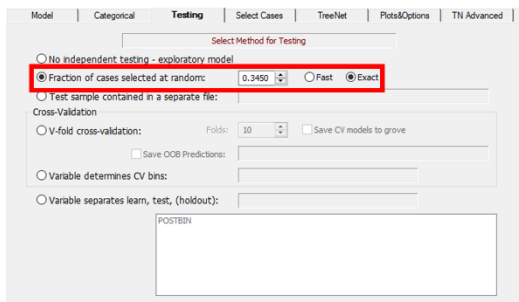 Model Categorical Testing Select Cases TreeNet Plots&Options TN Advanced
Select Method for Testing
No independent testing - exploratory model
Fraction of cases selected at random: 0.3450 Fast Exact
Test sample contained in a separate file:
Cross-Validation
V-fold cross-validation: Folds: 10 Save CV models to grove
Save OOB Predictions:
Variable determines CV bins:
Variable separates learn, test, (holdout):
POSTBIN